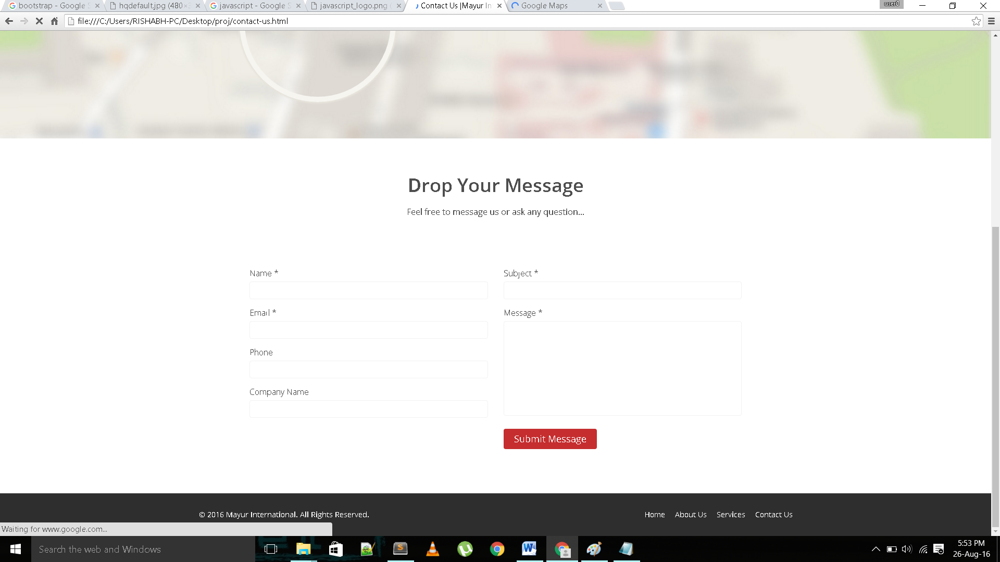 bootstrap - Google S
hqdefault.jpg (480×3
javascript - Google S
javascript_logo.png (
Contact Us |Mayur In
Google Maps
user0
file:///C:/Users/RISHABH-PC/Desktop/proj/contact-us.html
Drop Your Message
Feel free to message us or ask any question...
Name *
Subject *
Email *
Message *
Phone
Company Name
Submit Message
© 2016 Mayur International. All Rights Reserved.
Home About Us Services Contact Us
Waiting for www.google.com...
Search the web and Windows
5:53 PM
26-Aug-16